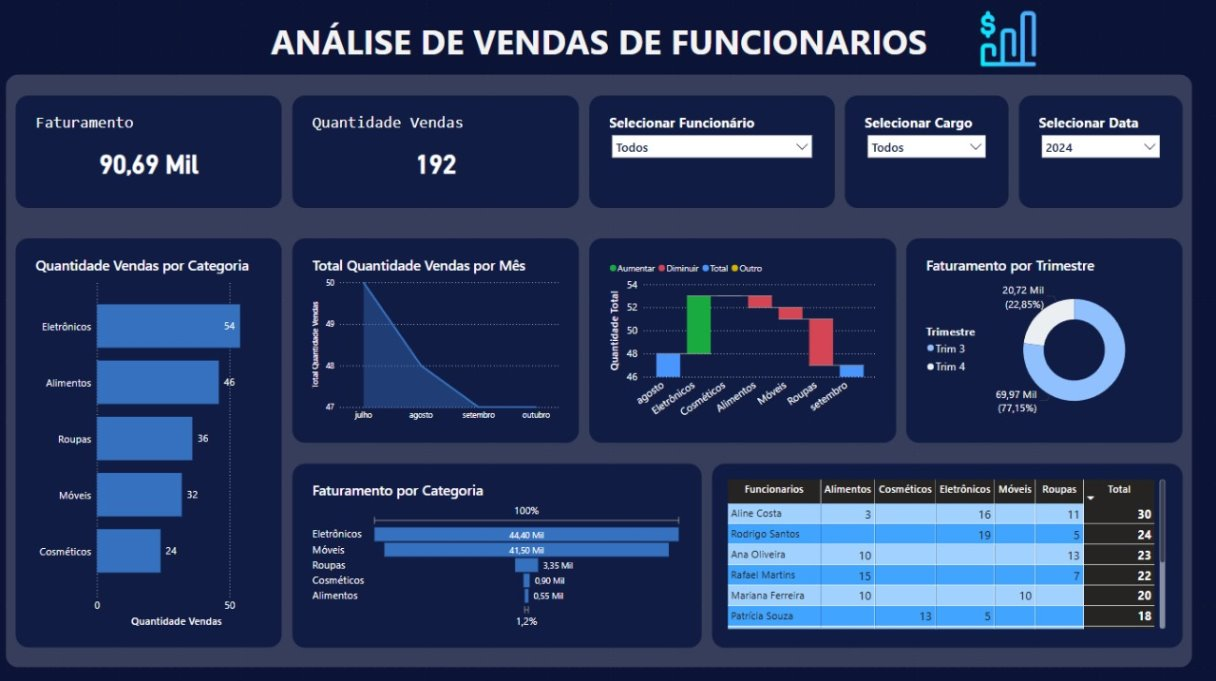 ANÁLISE DE VENDAS DE FUNCIONARIOS
$
Faturamento
90,69 Mil
Quantidade Vendas
192
Selecionar Funcionário
Todos
Selecionar Cargo
Todos
Selecionar Data
2024
Quantidade Vendas por Categoria
Eletrônicos 54
Alimentos 46
Roupas 36
Móveis 32
Cosméticos 24
0 50
Quantidade Vendas
Total Quantidade Vendas por Mês
Total Quantidade Vendas
50
49
48
47
julho agosto setembro outubro
Aumentar Diminuir Total Outro
Quantidade Total
54
52
50
48
46
agosto Eletrônicos Cosméticos Alimentos Móveis Roupas setembro
Faturamento por Trimestre
20,72 Mil
(22,85%)
Trimestre
Trim 3
Trim 4
69,97 Mil
(77,15%)
Faturamento por Categoria
100%
Eletrônicos 44,40 Mil
Móveis 41,50 Mil
Roupas 3,35 Mil
Cosméticos 0,90 Mil
Alimentos 0,55 Mil
1,2%
Funcionarios Alimentos Cosméticos Eletrônicos Móveis Roupas Total
Aline Costa 3 16 11 30
Rodrigo Santos 19 5 24
Ana Oliveira 10 13 23
Rafael Martins 15 7 22
Mariana Ferreira 10 10 20
Patrícia Souza 13 5 18